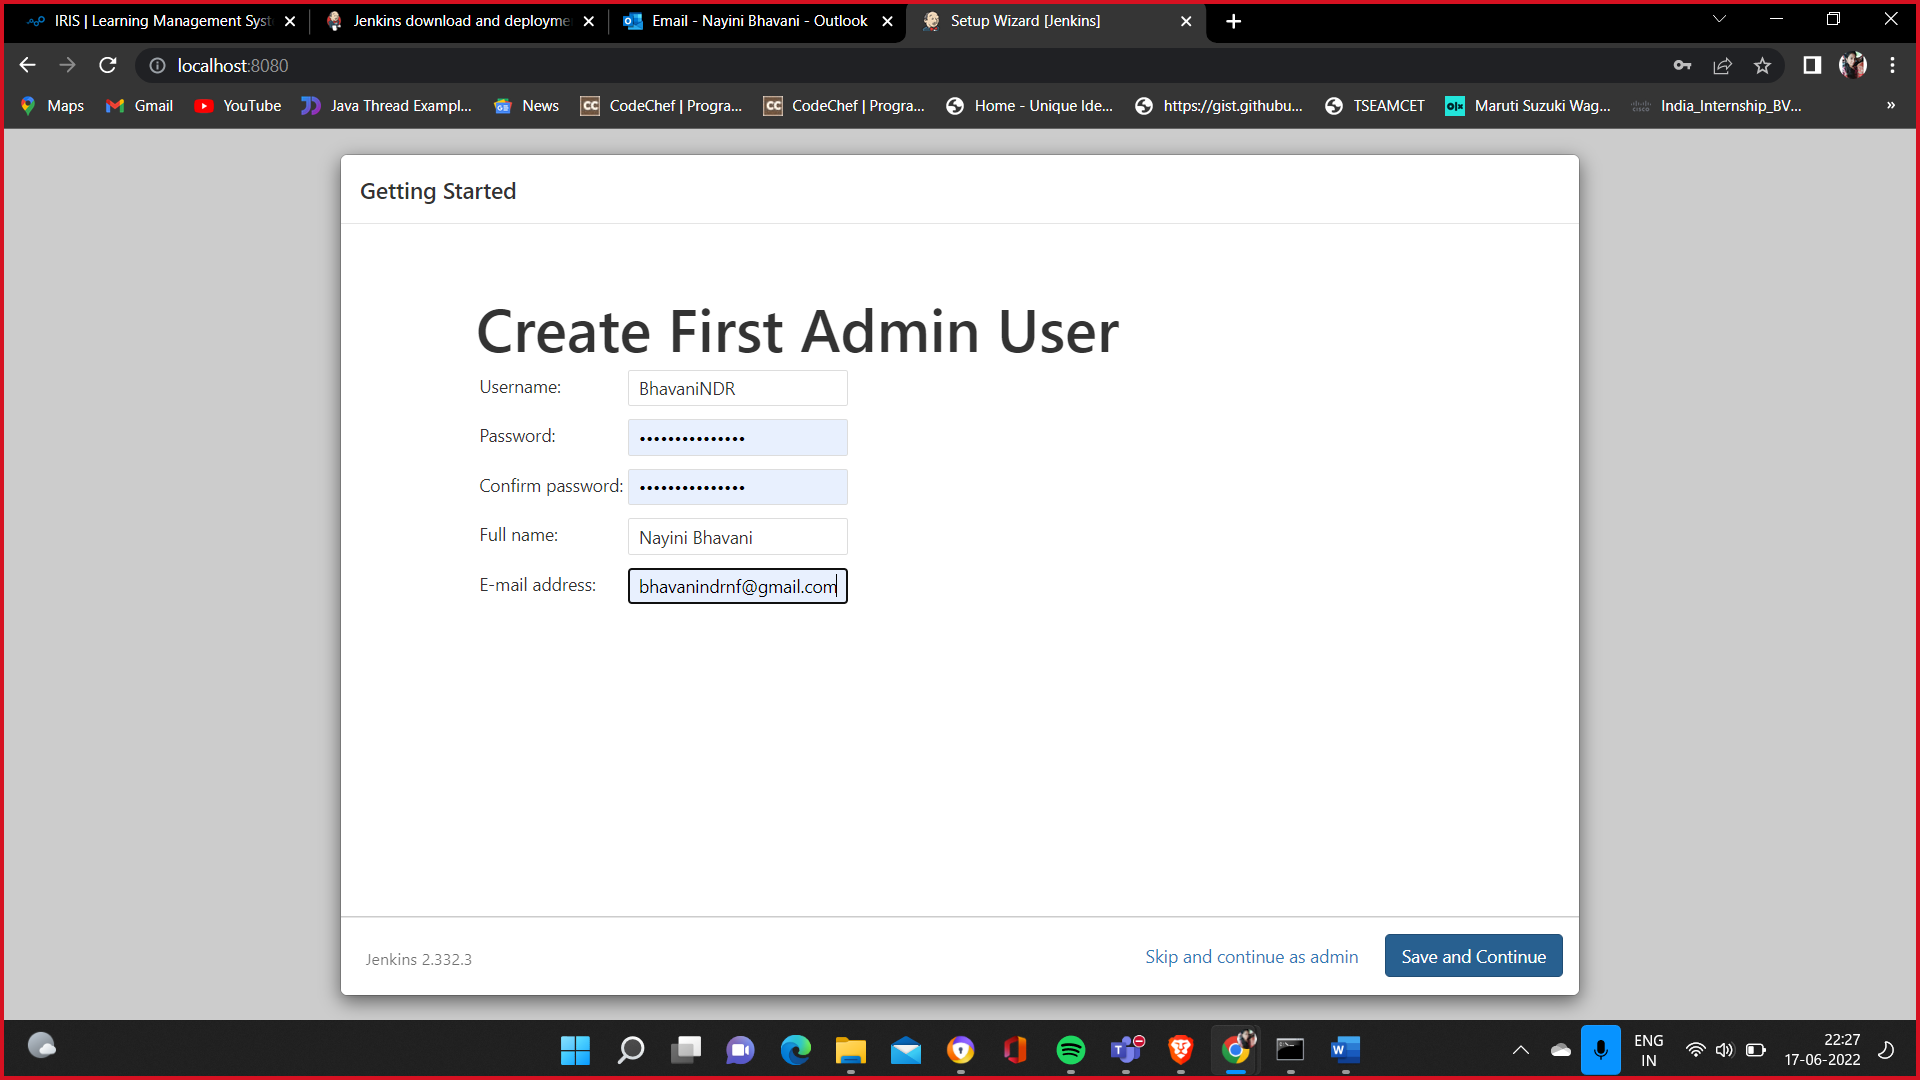 IRIS | Learning Management Syst
Jenkins download and deployme
Email - Nayini Bhavani - Outlook
Setup Wizard [Jenkins]
localhost:8080
Maps
Gmail
YouTube
Java Thread Exampl...
News
CC
CodeChef | Progra...
CC
CodeChef | Progra...
Home - Unique Ide...
https://gist.githubu...
TSEAMCET
Maruti Suzuki Wag...
India_Internship_BV...
»
Getting Started
Create First Admin User
Username: BhavaniNDR
Password: •••••••••••••••
Confirm password: •••••••••••••••
Full name: Nayini Bhavani
E-mail address: bhavanindrnf@gmail.com
Jenkins 2.332.3
Skip and continue as admin
Save and Continue
ENG
IN
22:27
17-06-2022